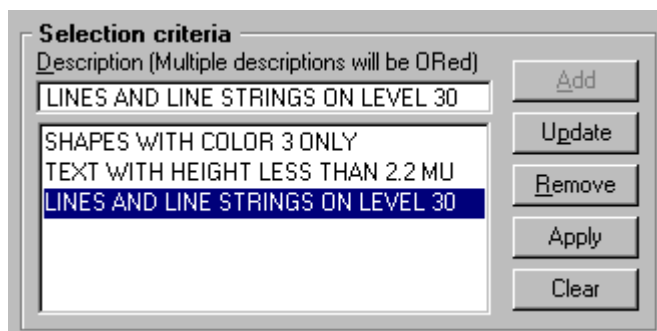 Selection criteria
Description (Multiple descriptions will be ORed)
LINES AND LINE STRINGS ON LEVEL 30
SHAPES WITH COLOR 3 ONLY
TEXT WITH HEIGHT LESS THAN 2.2 MU
LINES AND LINE STRINGS ON LEVEL 30
Add
Update
Remove
Apply
Clear